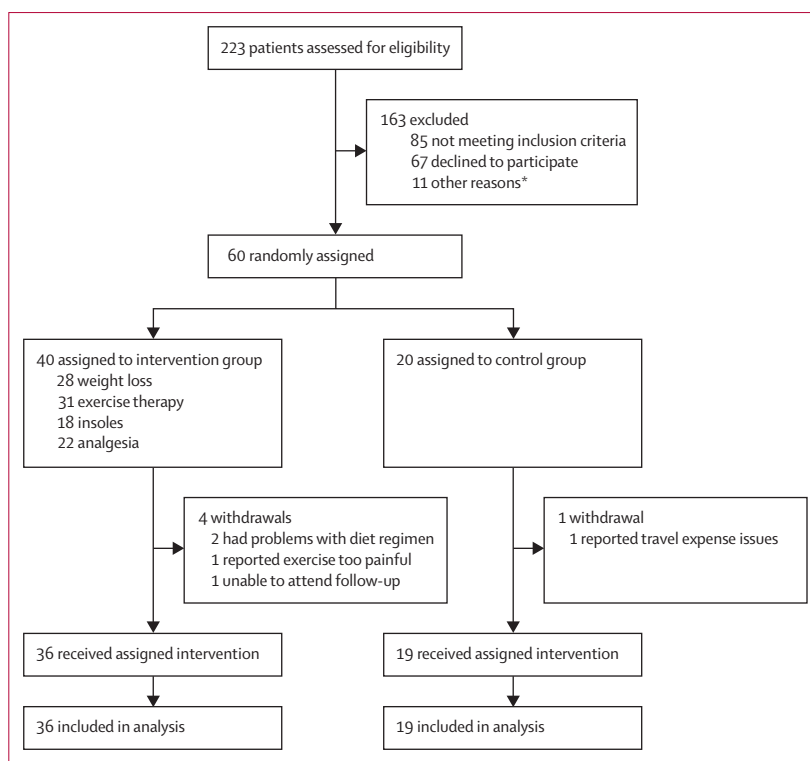 223 patients assessed for eligibility
163 excluded
85 not meeting inclusion criteria
67 declined to participate
11 other reasons*
60 randomly assigned
40 assigned to intervention group
28 weight loss
31 exercise therapy
18 insoles
22 analgesia
20 assigned to control group
4 withdrawals
2 had problems with diet regimen
1 reported exercise too painful
1 unable to attend follow-up
1 withdrawal
1 reported travel expense issues
36 received assigned intervention
19 received assigned intervention
36 included in analysis
19 included in analysis